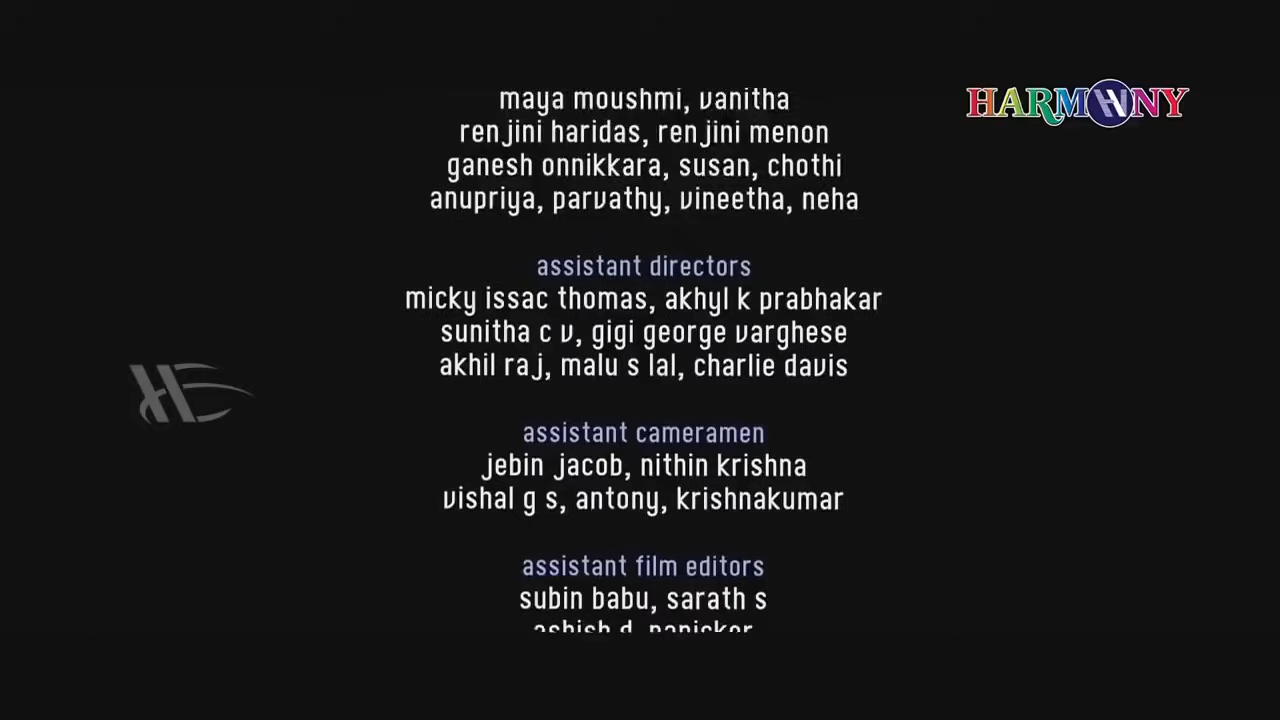 maya moushmi, vanitha
HARMONY
renjini haridas, renjini menon
ganesh onnikkara, susan, chothi
anupriya, parvathy, vineetha, neha
assistant directors
micky issac thomas, akhyl k prabhakar
sunitha c v, gigi george varghese
akhil raj, malu s lal, charlie davis
assistant cameramen
jebin jacob, nithin krishna
vishal g s, antony, krishnakumar
assistant film editors
subin babu, sarath s
ashish d, panicker